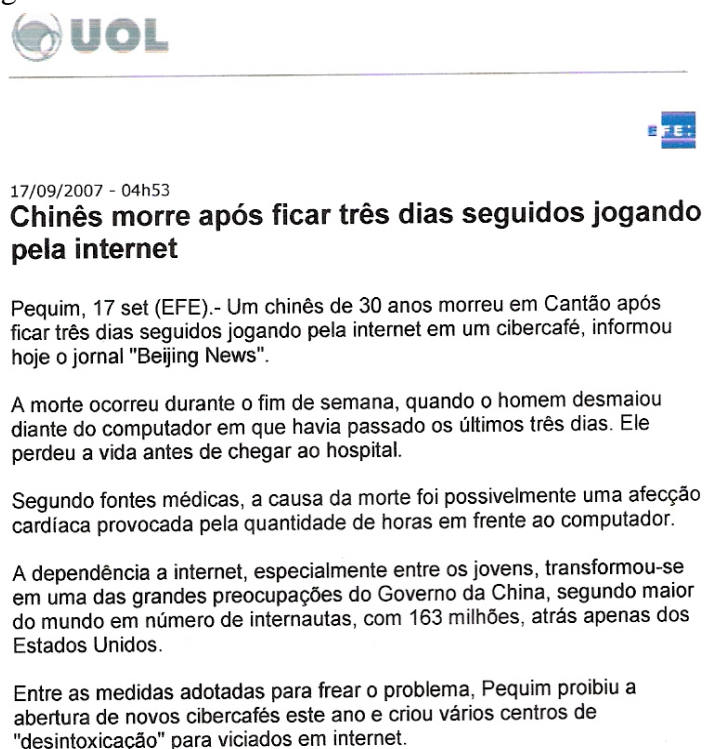 UOL
EFE:
17/09/2007 - 04h53
Chinês morre após ficar três dias seguidos jogando
pela internet
Pequim, 17 set (EFE).- Um chinês de 30 anos morreu em Cantão após
ficar três dias seguidos jogando pela internet em um cibercafé, informou
hoje o jornal "Beijing News".
A morte ocorreu durante o fim de semana, quando o homem desmaiou
diante do computador em que havia passado os últimos três dias. Ele
perdeu a vida antes de chegar ao hospital.
Segundo fontes médicas, a causa da morte foi possivelmente uma afecção
cardíaca provocada pela quantidade de horas em frente ao computador.
A dependência a internet, especialmente entre os jovens, transformou-se
em uma das grandes preocupações do Governo da China, segundo maior
do mundo em número de internautas, com 163 milhões, atrás apenas dos
Estados Unidos.
Entre as medidas adotadas para frear o problema, Pequim proibiu a
abertura de novos cibercafés este ano e criou vários centros de
"desintoxicação" para viciados em internet.